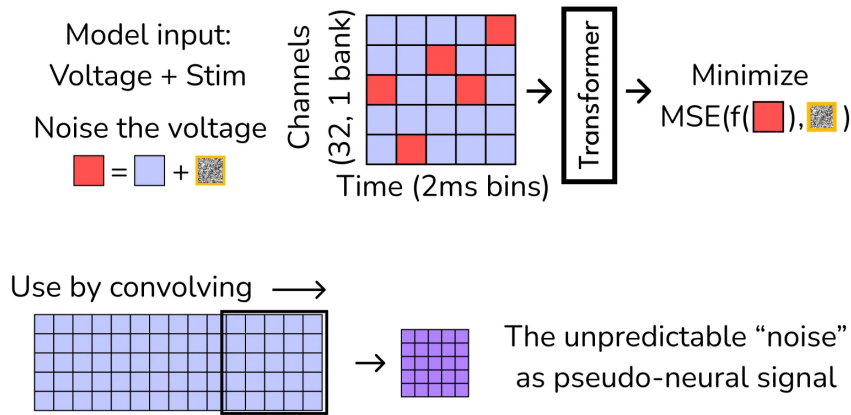 Model input:
Voltage + Stim
Noise the voltage
= +
Channels
(32, 1 bank)
Time (2ms bins)
Transformer
Minimize
MSE(f( ), )
Use by convolving
The unpredictable “noise”
as pseudo-neural signal